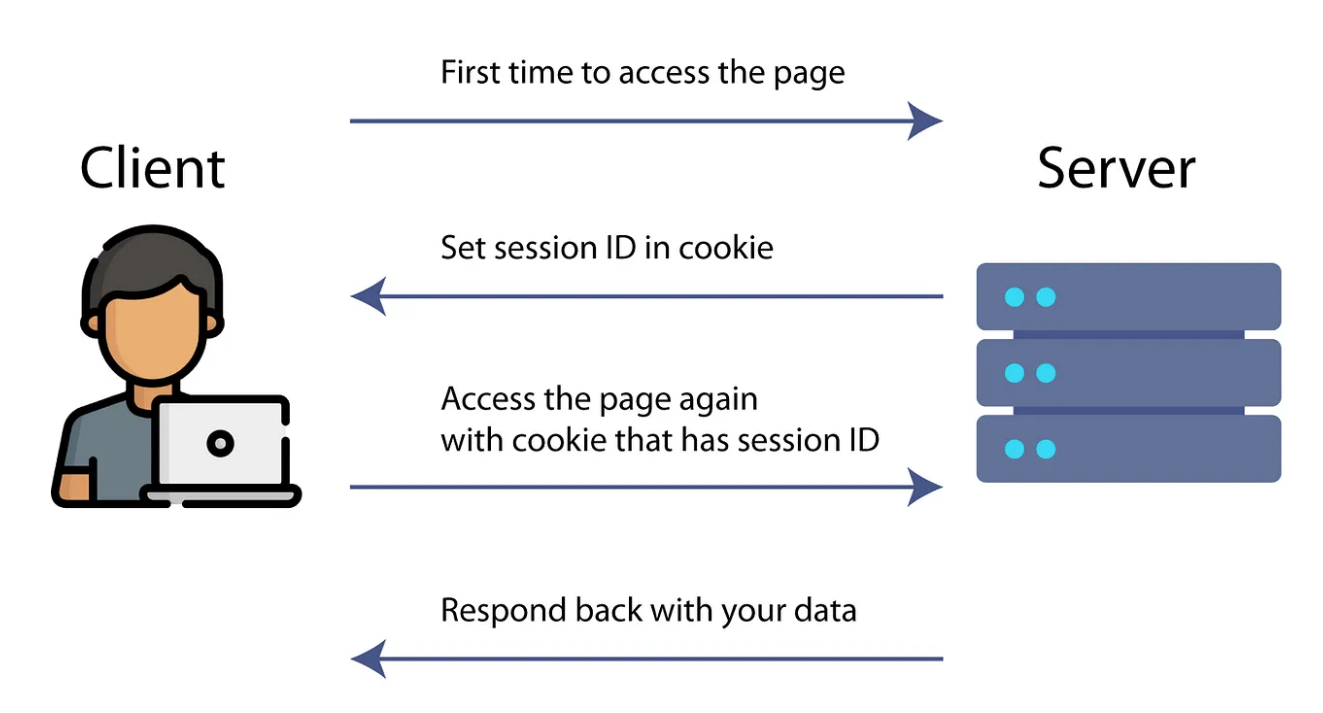 First time to access the page
Client
Server
Set session ID in cookie
Access the page again
with cookie that has session ID
Respond back with your data